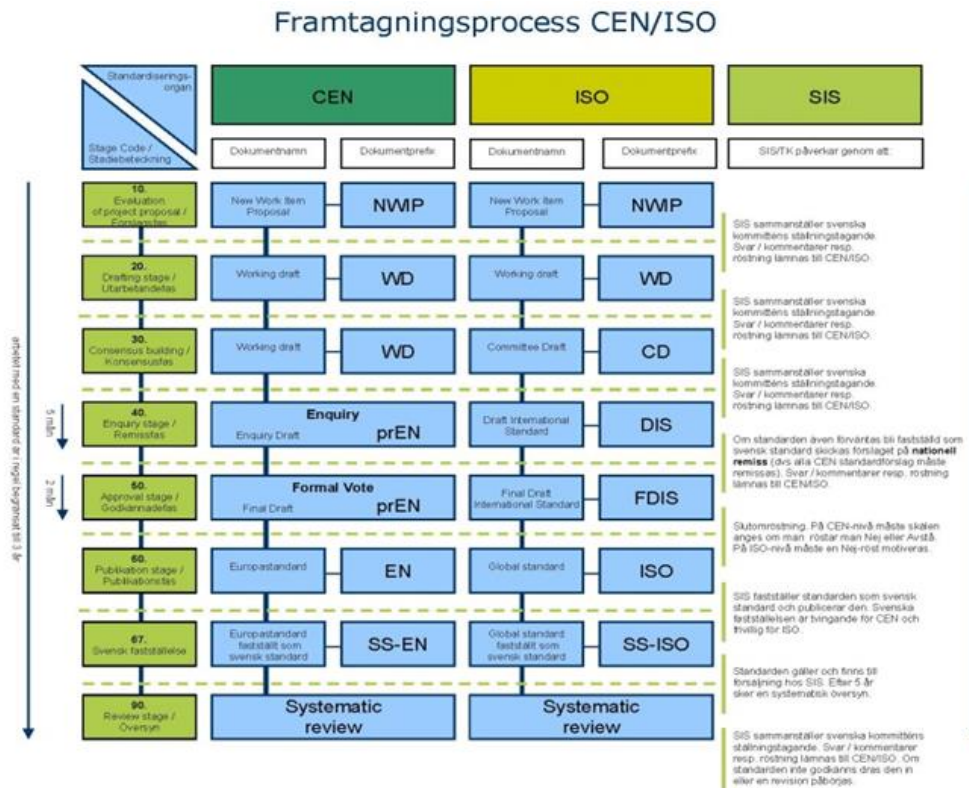 Framtagningsprocess CEN/ISO
Standardiserings-
organ
Stage Code /
Stadiebeteckning
CEN
ISO
SIS
Dokumentnamn
Dokumentprefix
Dokumentnamn
Dokumentprefix
SIS/TK påverkar genom att:
arbetet med en standard är i regel begränsat till 3 år
10.
Evaluation
of project proposal /
Förslagsfas
New Work Item
Proposal
NWIP
New Work Item
Proposal
NWIP
SIS sammanställer svenska
kommitténs ställningstagande.
Svar / kommentarer resp.
röstning lämnas till CEN/ISO.
20.
Drafting stage /
Utarbetandefas
Working draft
WD
Working draft
WD
SIS sammanställer svenska
kommitténs ställningstagande.
Svar / kommentarer resp.
röstning lämnas till CEN/ISO.
30.
Consensus building /
Konsensusfas
Working draft
WD
Committee Draft
CD
SIS sammanställer svenska
kommitténs ställningstagande.
Svar / kommentarer resp.
röstning lämnas till CEN/ISO.
5 mån
40.
Enquiry stage /
Remissfas
Enquiry
Enquiry Draft
prEN
Draft International
Standard
DIS
Om standarden även förväntas bli fastställd som
svensk standard skickas förslaget på nationell
remiss (dvs alla CEN standardförslag måste
remissas). Svar / kommentarer resp. röstning
lämnas till CEN/ISO.
2 mån
50.
Approval stage /
Godkännadefas
Formal Vote
Final Draft
prEN
Final Draft
International Standard
FDIS
Slutomröstning. På CEN-nivå måste skälen
anges om man röstar man Nej eller Avstå.
På ISO-nivå måste en Nej-röst motiveras.
60.
Publikation stage /
Publikationsfas
Europastandard
EN
Global standard
ISO
SIS fastställer standarden som svensk
standard och publicerar den. Svenska
fastställelsen är tvingande för CEN och
frivillig för ISO.
67.
Svensk fastställelse
Europastandard
fastställt som
svensk standard
SS-EN
Global standard
fastställt som
svensk standard
SS-ISO
Standarden gäller och finns till
försäljning hos SIS. Efter 5 år
sker en systematisk översyn.
90.
Review stage /
Översyn
Systematic
review
Systematic
review
SIS sammanställer svenska kommitténs
ställningstagande. Svar / kommentarer
resp. röstning lämnas till CEN/ISO. Om
standarden inte godkänns dras den in
eller en revision påbörjas.